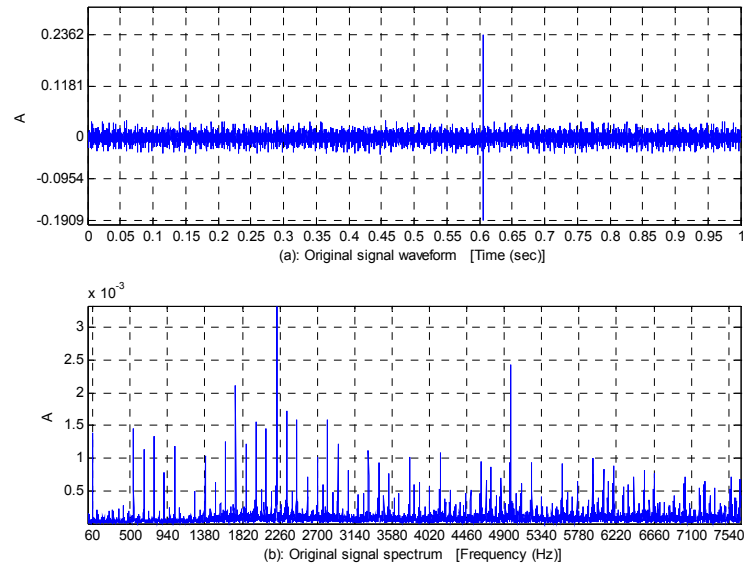 0.2362
0.1181
0
-0.0954
-0.1909
A
0 0.05 0.1 0.15 0.2 0.25 0.3 0.35 0.4 0.45 0.5 0.55 0.6 0.65 0.7 0.75 0.8 0.85 0.9 0.95 1
(a): Original signal waveform [Time (sec)]
x 10⁻³
3
2.5
2
1.5
1
0.5
A
60 500 940 1380 1820 2260 2700 3140 3580 4020 4460 4900 5340 5780 6220 6660 7100 7540
(b): Original signal spectrum [Frequency (Hz)]